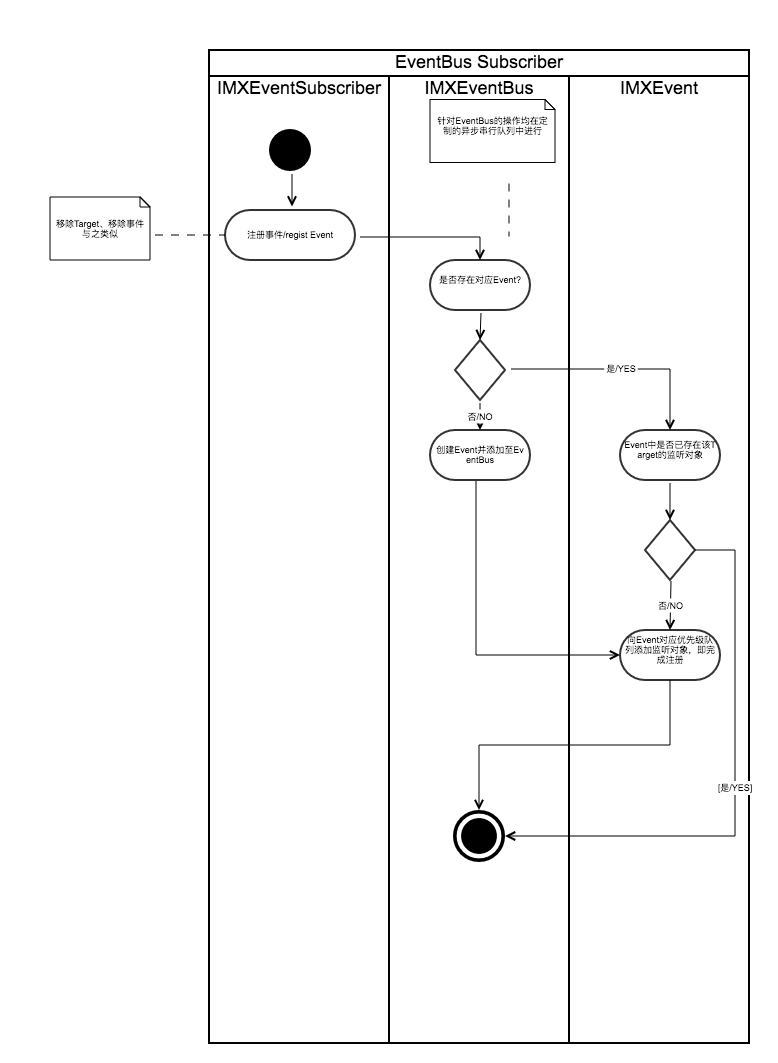 EventBus Subscriber
IMXEventSubscriber
IMXEventBus
IMXEvent
针对EventBus的操作均在定
制的异步串行队列中进行
移除Target、移除事件
与之类似
注册事件/regist Event
是否存在对应Event?
是/YES
否/NO
创建Event并添加至Ev
entBus
Event中是否已存在该T
arget的监听对象
否/NO
向Event对应优先级队
列添加监听对象，即完
成注册
[是/YES]